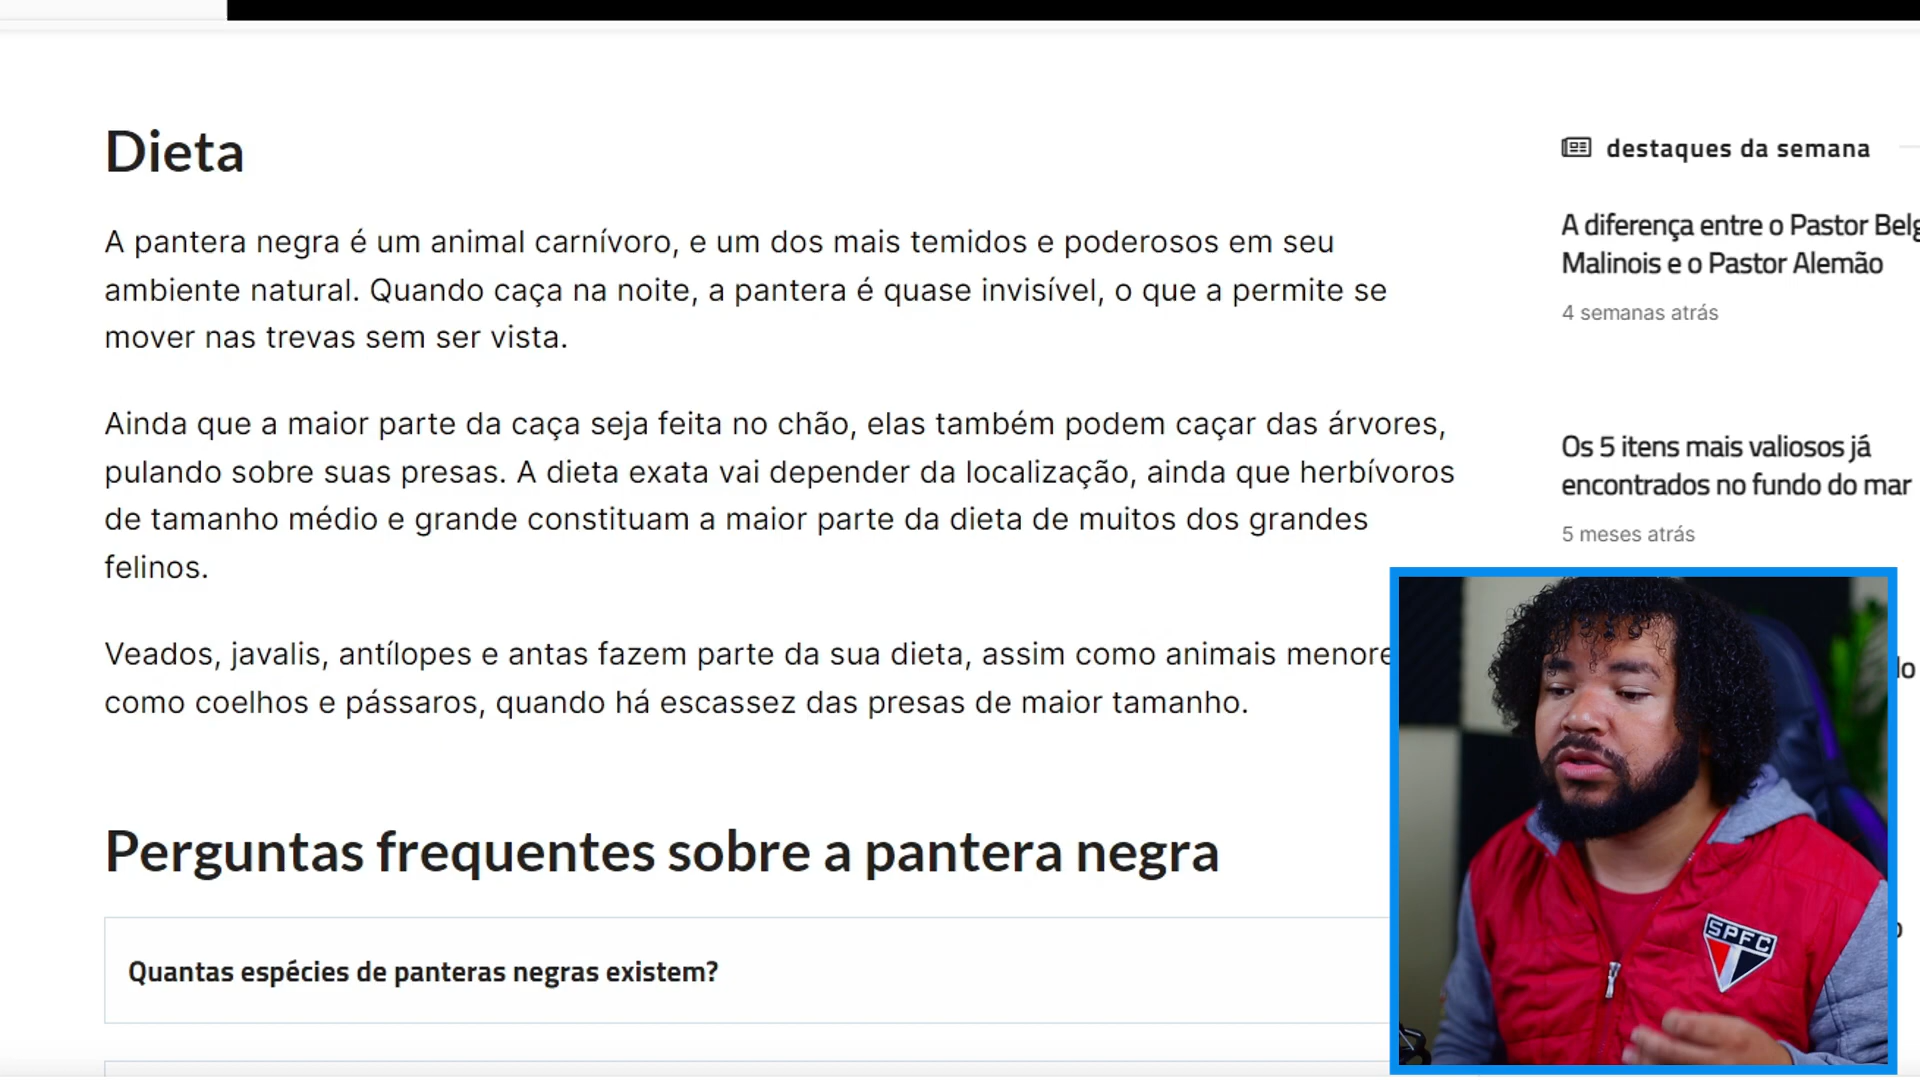 Dieta
A pantera negra é um animal carnívoro, e um dos mais temidos e poderosos em seu
ambiente natural. Quando caça na noite, a pantera é quase invisível, o que a permite se
mover nas trevas sem ser vista.
Ainda que a maior parte da caça seja feita no chão, elas também podem caçar das árvores,
pulando sobre suas presas. A dieta exata vai depender da localização, ainda que herbívoros
de tamanho médio e grande constituam a maior parte da dieta de muitos dos grandes
felinos.
Veados, javalis, antílopes e antas fazem parte da sua dieta, assim como animais menore
como coelhos e pássaros, quando há escassez das presas de maior tamanho.
Perguntas frequentes sobre a pantera negra
Quantas espécies de panteras negras existem?
destaques da semana
A diferença entre o Pastor Belg
Malinois e o Pastor Alemão
4 semanas atrás
Os 5 itens mais valiosos já
encontrados no fundo do mar
5 meses atrás
SPFC